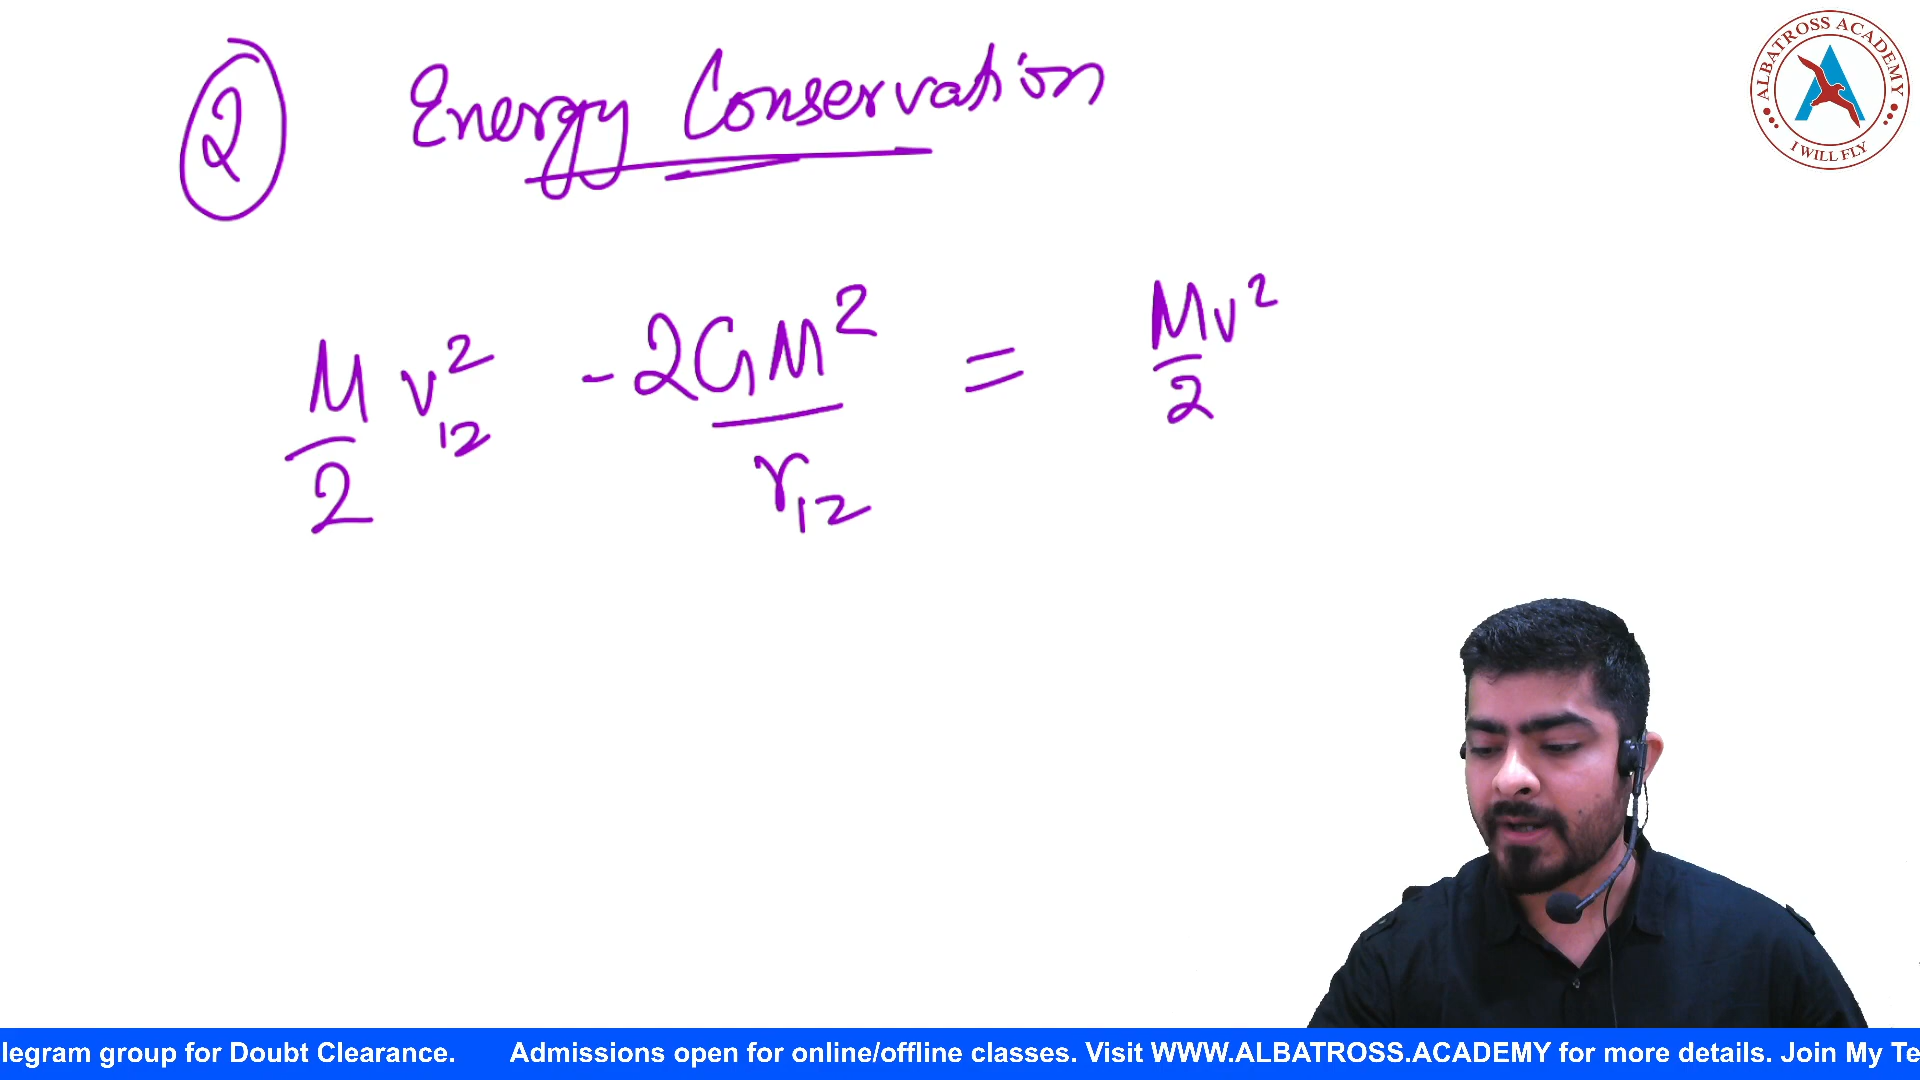 ② Energy Conservation
M/2 v₁₂² - 2GM²/r₁₂ = Mv²/2
ALBATROSS ACADEMY
I WILL FLY
legram group for Doubt Clearance. Admissions open for online/offline classes. Visit WWW.ALBATROSS.ACADEMY for more details. Join My Te